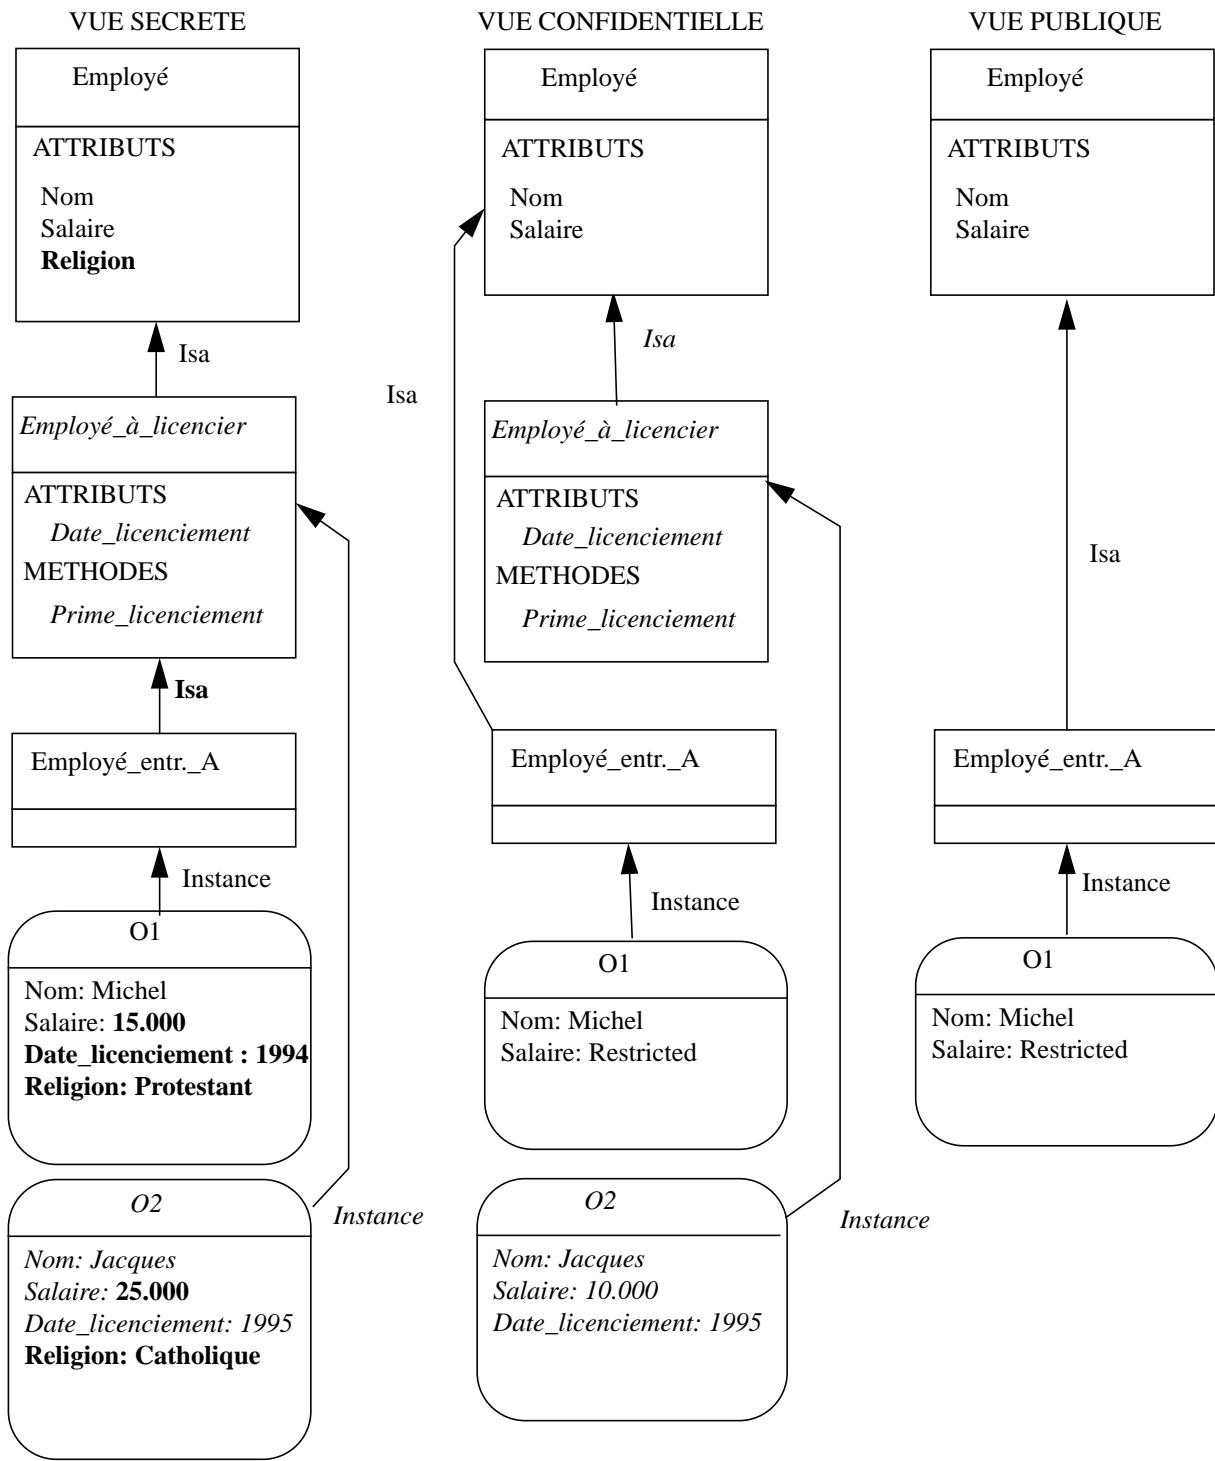 VUE SECRETE
Employé
ATTRIBUTS
Nom
Salaire
Religion
Isa
Employé_à_licencier
ATTRIBUTS
Date_licenciement
METHODES
Prime_licenciement
Isa
Employé_entr._A
Instance
O1
Nom: Michel
Salaire: 15.000
Date_licenciement : 1994
Religion: Protestant
O2
Instance
Nom: Jacques
Salaire: 25.000
Date_licenciement: 1995
Religion: Catholique
VUE CONFIDENTIELLE
Employé
ATTRIBUTS
Nom
Salaire
Isa
Isa
Employé_à_licencier
ATTRIBUTS
Date_licenciement
METHODES
Prime_licenciement
Employé_entr._A
Instance
O1
Nom: Michel
Salaire: Restricted
O2
Instance
Nom: Jacques
Salaire: 10.000
Date_licenciement: 1995
VUE PUBLIQUE
Employé
ATTRIBUTS
Nom
Salaire
Isa
Employé_entr._A
Instance
O1
Nom: Michel
Salaire: Restricted